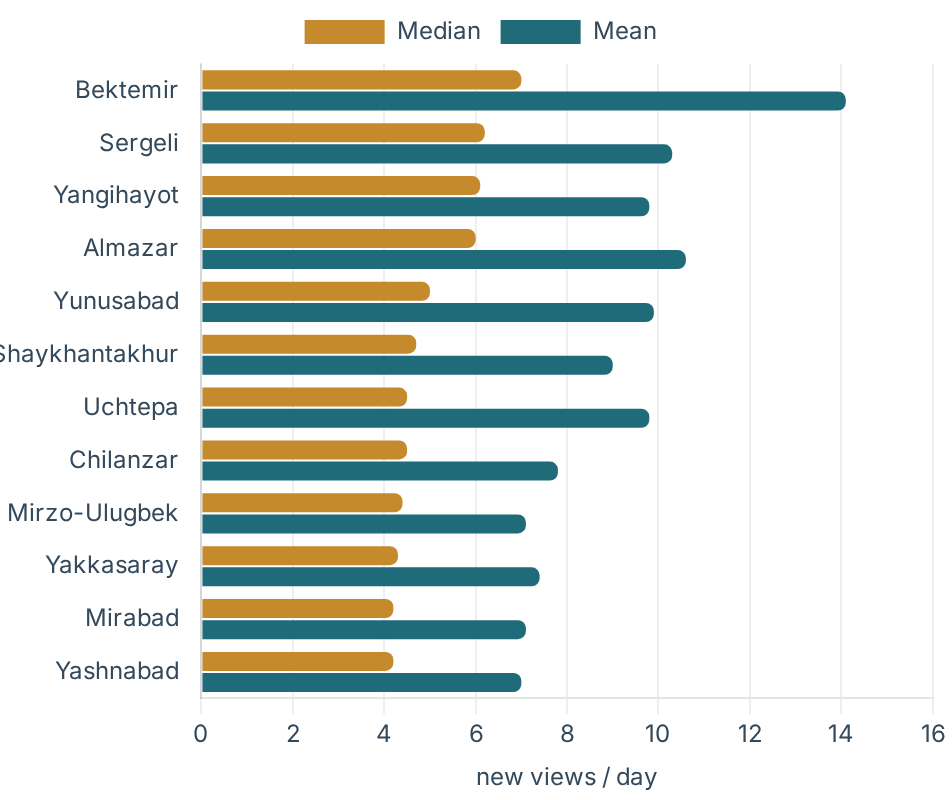 Median Mean
Bektemir
Sergeli
Yangihayot
Almazar
Yunusabad
Shaykhantakhur
Uchtepa
Chilanzar
Mirzo-Ulugbek
Yakkasaray
Mirabad
Yashnabad
0 2 4 6 8 10 12 14 16
new views / day